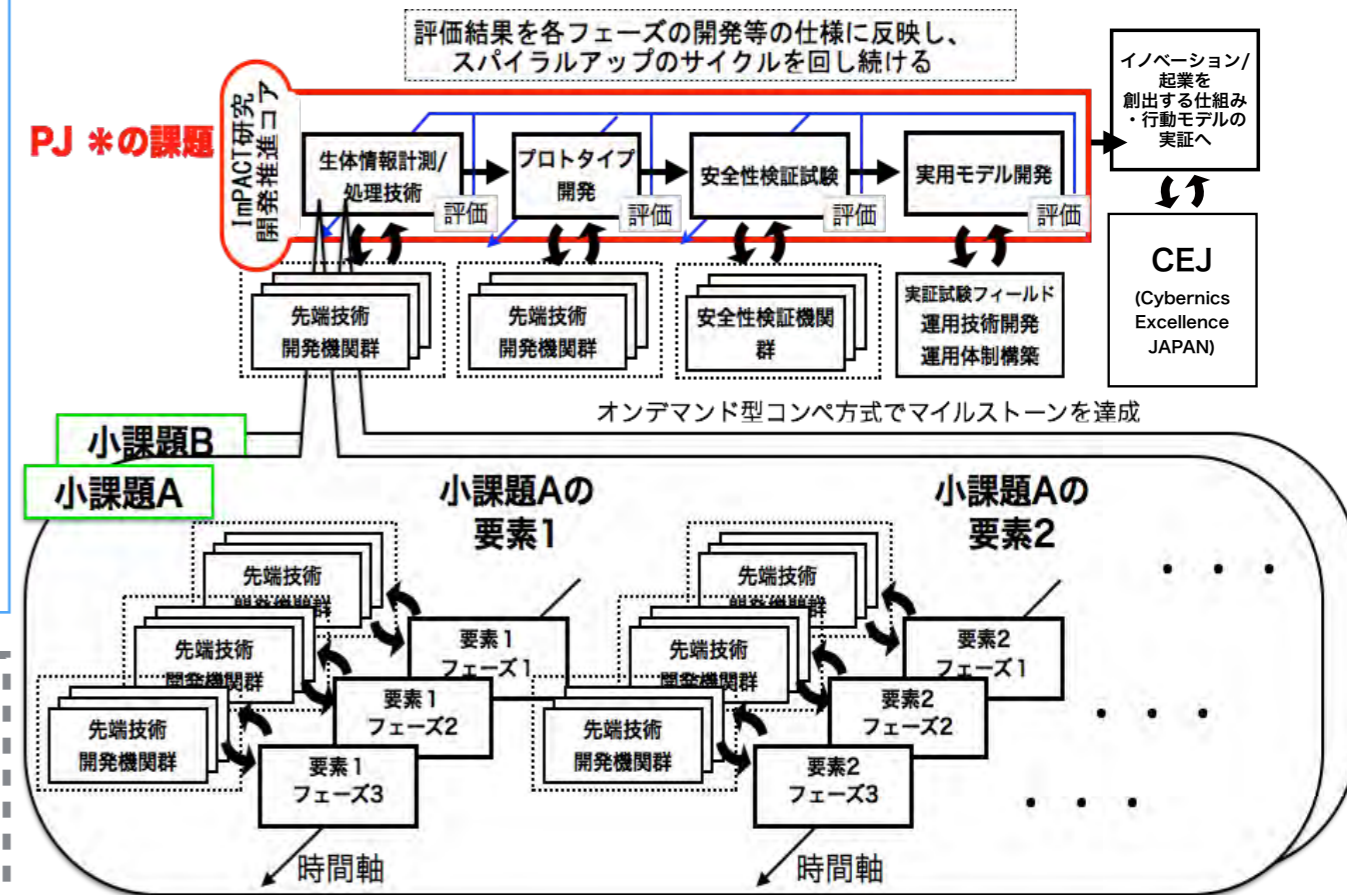 評価結果を各フェーズの開発等の仕様に反映し、
スパイラルアップのサイクルを回し続ける
イノベーション/
起業を
創出する仕組み
・行動モデルの
実証へ
PJ ＊の課題
ImPACT研究
開発推進コア
生体情報計測/
処理技術
評価
プロトタイプ
開発
評価
安全性検証試験
評価
実用モデル開発
評価
先端技術
開発機関群
先端技術
開発機関群
安全性検証機関
群
実証試験フィールド
運用技術開発
運用体制構築
CEJ
(Cybernics
Excellence
JAPAN)
オンデマンド型コンペ方式でマイルストーンを達成
小課題B
小課題A
小課題Aの
要素1
小課題Aの
要素2
先端技術
開発機関群
要素1
フェーズ1
先端技術
開発機関群
要素1
フェーズ2
先端技術
開発機関群
要素1
フェーズ3
時間軸
先端技術
開発機関群
要素2
フェーズ1
先端技術
開発機関群
要素2
フェーズ2
先端技術
開発機関群
要素2
フェーズ3
時間軸